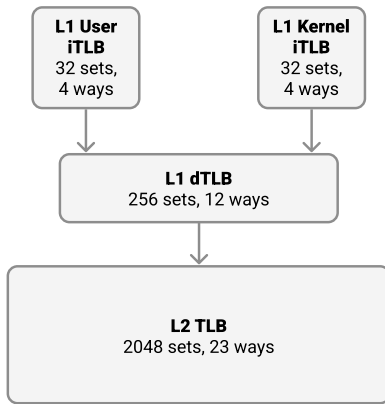 L1 User
iTLB
32 sets,
4 ways
L1 Kernel
iTLB
32 sets,
4 ways
L1 dTLB
256 sets, 12 ways
L2 TLB
2048 sets, 23 ways